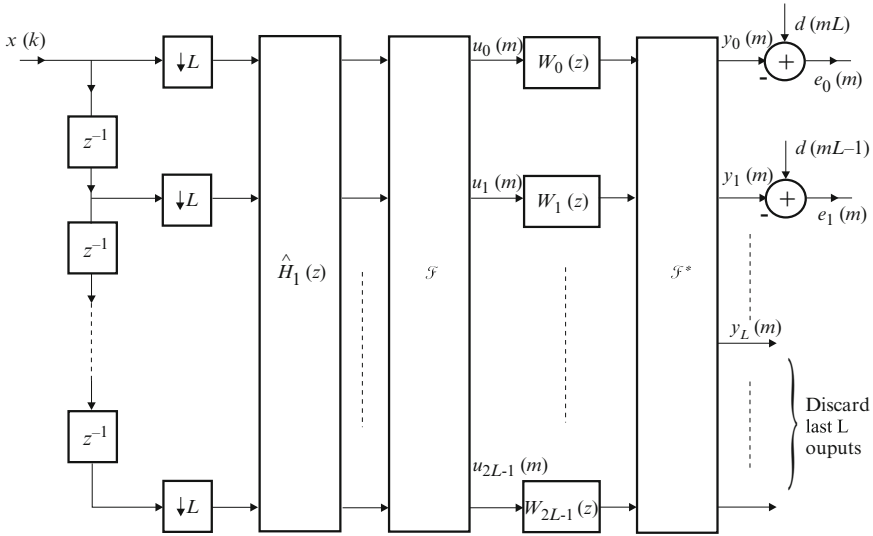 x (k)
↓L
u₀ (m)
W₀ (z)
y₀ (m)
d (mL)
+
-
e₀ (m)
z⁻¹
↓L
u₁ (m)
W₁ (z)
y₁ (m)
d (mL–1)
+
-
e₁ (m)
z⁻¹
Ĥ₁ (z)
ℱ
ℱ*
y_L (m)
z⁻¹
Discard
last L
ouputs
↓L
u₂L-₁ (m)
W₂L-₁ (z)